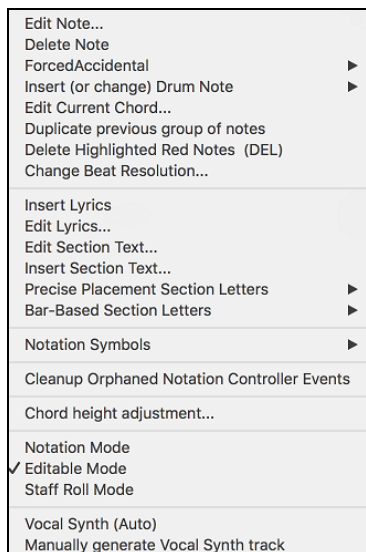 Edit Note...
Delete Note
ForcedAccidental
Insert (or change) Drum Note
Edit Current Chord...
Duplicate previous group of notes
Delete Highlighted Red Notes (DEL)
Change Beat Resolution...
Insert Lyrics
Edit Lyrics...
Edit Section Text...
Insert Section Text...
Precise Placement Section Letters
Bar-Based Section Letters
Notation Symbols
Cleanup Orphaned Notation Controller Events
Chord height adjustment...
Notation Mode
Editable Mode
Staff Roll Mode
Vocal Synth (Auto)
Manually generate Vocal Synth track